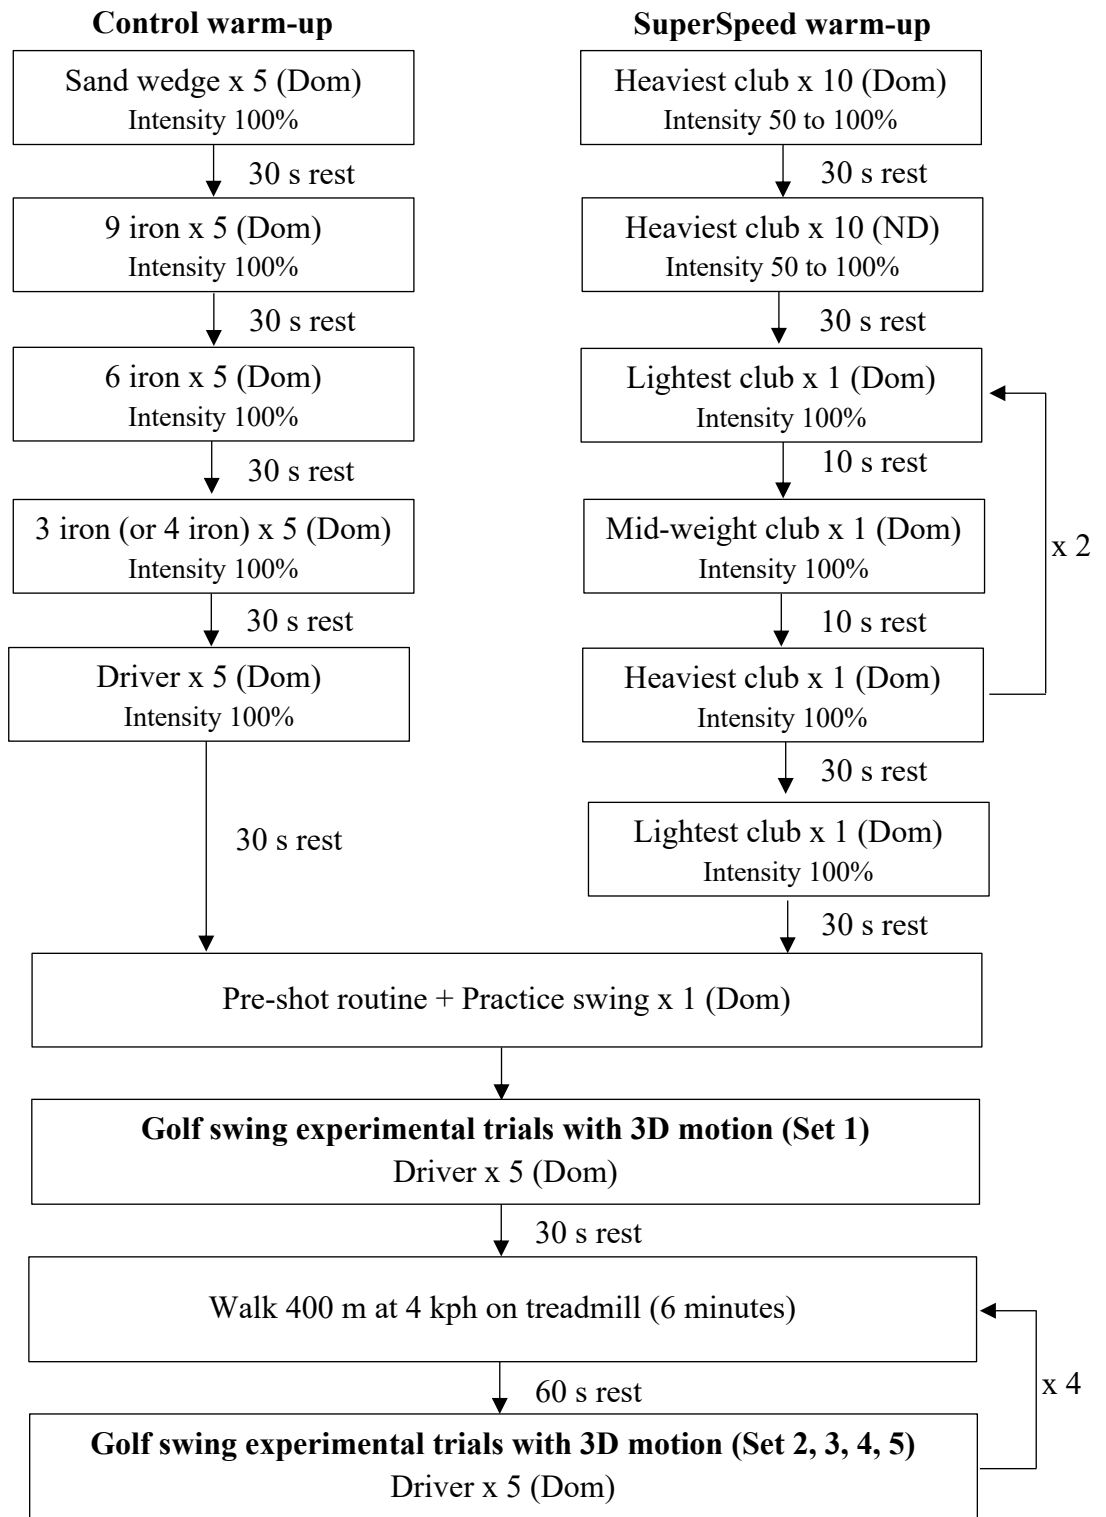 Control warm-up
Sand wedge x 5 (Dom)
Intensity 100%
30 s rest
9 iron x 5 (Dom)
Intensity 100%
30 s rest
6 iron x 5 (Dom)
Intensity 100%
30 s rest
3 iron (or 4 iron) x 5 (Dom)
Intensity 100%
30 s rest
Driver x 5 (Dom)
Intensity 100%
30 s rest
SuperSpeed warm-up
Heaviest club x 10 (Dom)
Intensity 50 to 100%
30 s rest
Heaviest club x 10 (ND)
Intensity 50 to 100%
30 s rest
Lightest club x 1 (Dom)
Intensity 100%
10 s rest
Mid-weight club x 1 (Dom)
Intensity 100%
x 2
10 s rest
Heaviest club x 1 (Dom)
Intensity 100%
30 s rest
Lightest club x 1 (Dom)
Intensity 100%
30 s rest
Pre-shot routine + Practice swing x 1 (Dom)
Golf swing experimental trials with 3D motion (Set 1)
Driver x 5 (Dom)
30 s rest
Walk 400 m at 4 kph on treadmill (6 minutes)
60 s rest
x 4
Golf swing experimental trials with 3D motion (Set 2, 3, 4, 5)
Driver x 5 (Dom)